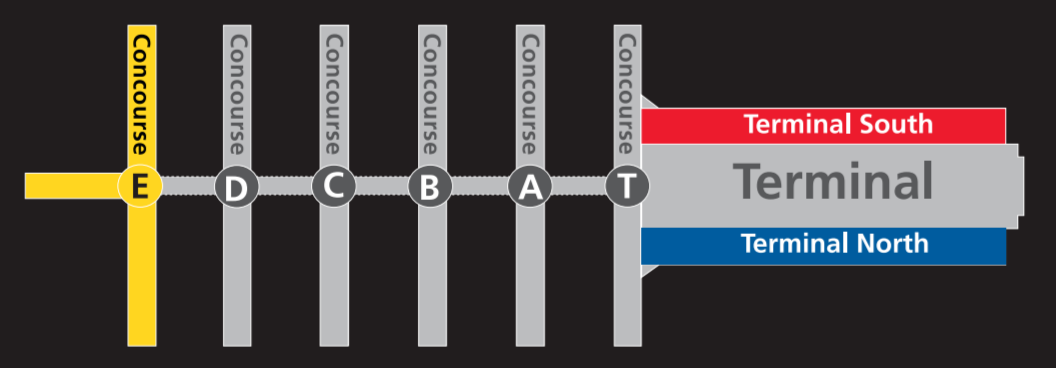 Concourse
Concourse
Concourse
Concourse
Concourse
Concourse
E
D
C
B
A
T
Terminal South
Terminal
Terminal North